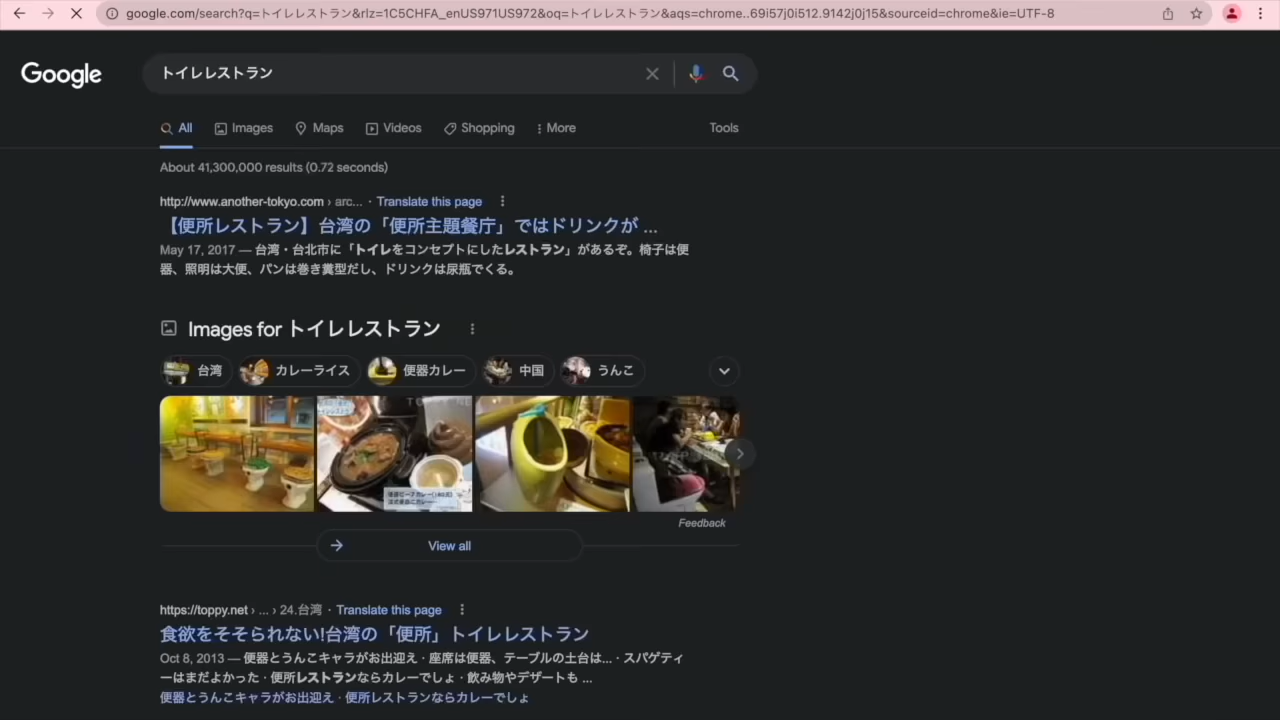 google.com/search?q=トイレレストラン&rlz=1C5CHFA_enUS971US972&oq=トイレレストラン&aqs=chrome..69i57j0i512.9142j0j15&sourceid=chrome&ie=UTF-8
Google
トイレレストラン
All Images Maps Videos Shopping More Tools
About 41,300,000 results (0.72 seconds)
http://www.another-tokyo.com › arc... · Translate this page
【便所レストラン】台湾の「便所主題餐庁」ではドリンクが ...
May 17, 2017 — 台湾・台北市に「トイレをコンセプトにしたレストラン」があるぞ。椅子は便
器、照明は大便、パンは巻き糞型だし、ドリンクは尿瓶でくる。
Images for トイレレストラン
台湾 カレーライス 便器カレー 中国 うんこ
Feedback
View all
https://toppy.net › ... › 24.台湾 · Translate this page
食欲をそそられない!台湾の「便所」トイレレストラン
Oct 8, 2013 — 便器とうんこキャラがお出迎え · 座席は便器、テーブルの土台は... · スパゲティ
ーはまだよかった · 便所レストランならカレーでしょ · 飲み物やデザートも ...
便器とうんこキャラがお出迎え · 便所レストランならカレーでしょ